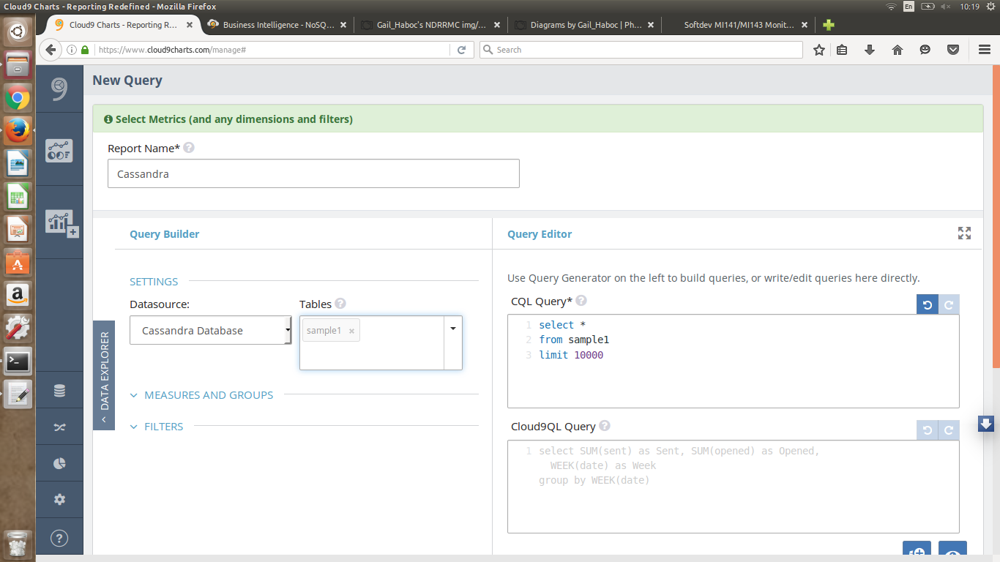 Cloud9 Charts - Reporting Redefined - Mozilla Firefox
En
10:19
Cloud9 Charts - Reporting R...
Business Intelligence - NoSQ...
Gail_Haboc's NDRRMC img/...
Diagrams by Gail_Haboc | Ph...
Softdev MI141/MI143 Monit...
https://www.cloud9charts.com/manage#
Search
New Query
Select Metrics (and any dimensions and filters)
Report Name*
Cassandra
Query Builder
Query Editor
SETTINGS
Use Query Generator on the left to build queries, or write/edit queries here directly.
Datasource:
Tables
CQL Query*
Cassandra Database
sample1 ×
1 select *
2 from sample1
3 limit 10000
DATA EXPLORER
MEASURES AND GROUPS
FILTERS
Cloud9QL Query
1 select SUM(sent) as Sent, SUM(opened) as Opened,
WEEK(date) as Week
group by WEEK(date)